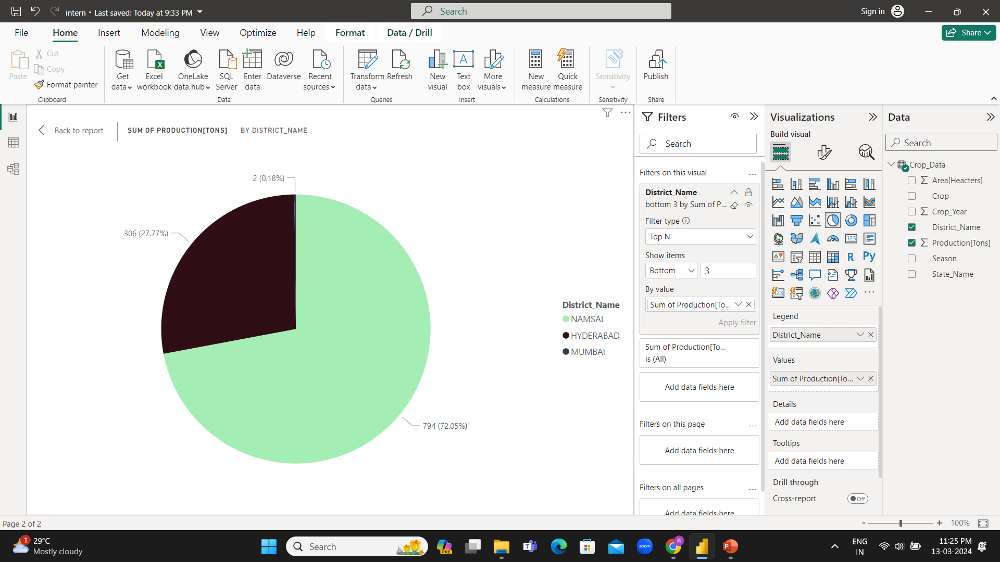 intern • Last saved: Today at 9:33 PM
Search
Sign in
File
Home
Insert
Modeling
View
Optimize
Help
Format
Data / Drill
Share
Paste
Cut
Copy
Format painter
Clipboard
Get
data
Excel
workbook
OneLake
data hub
SQL
Server
Enter
data
Dataverse
Recent
sources
Data
Transform
data
Refresh
Queries
New
visual
Text
box
More
visuals
Insert
New
measure
Quick
measure
Calculations
Sensitivity
Sensitivity
Publish
Share
Back to report
SUM OF PRODUCTION[TONS]
BY DISTRICT_NAME
2 (0.18%)
306 (27.77%)
794 (72.05%)
District_Name
NAMSAI
HYDERABAD
MUMBAI
Filters
Search
Filters on this visual
...
District_Name
bottom 3 by Sum of P...
Filter type
Top N
Show items
Bottom
3
By value
Sum of Production[To...
Apply filter
Sum of Production[To...
is (All)
Add data fields here
Filters on this page
...
Add data fields here
Filters on all pages
...
Add data fields here
Visualizations
Build visual
123
R
Py
123
...
Legend
District_Name
Values
Sum of Production[To...
Details
Add data fields here
Tooltips
Add data fields here
Drill through
Cross-report
Off
Data
Search
Crop_Data
Area[Heacters]
Crop
Crop_Year
District_Name
Production[Tons]
Season
State_Name
Page 2 of 2
- + 100%
1
29°C
Mostly cloudy
Search
PRE
zoom
R
ENG
IN
11:25 PM
13-03-2024